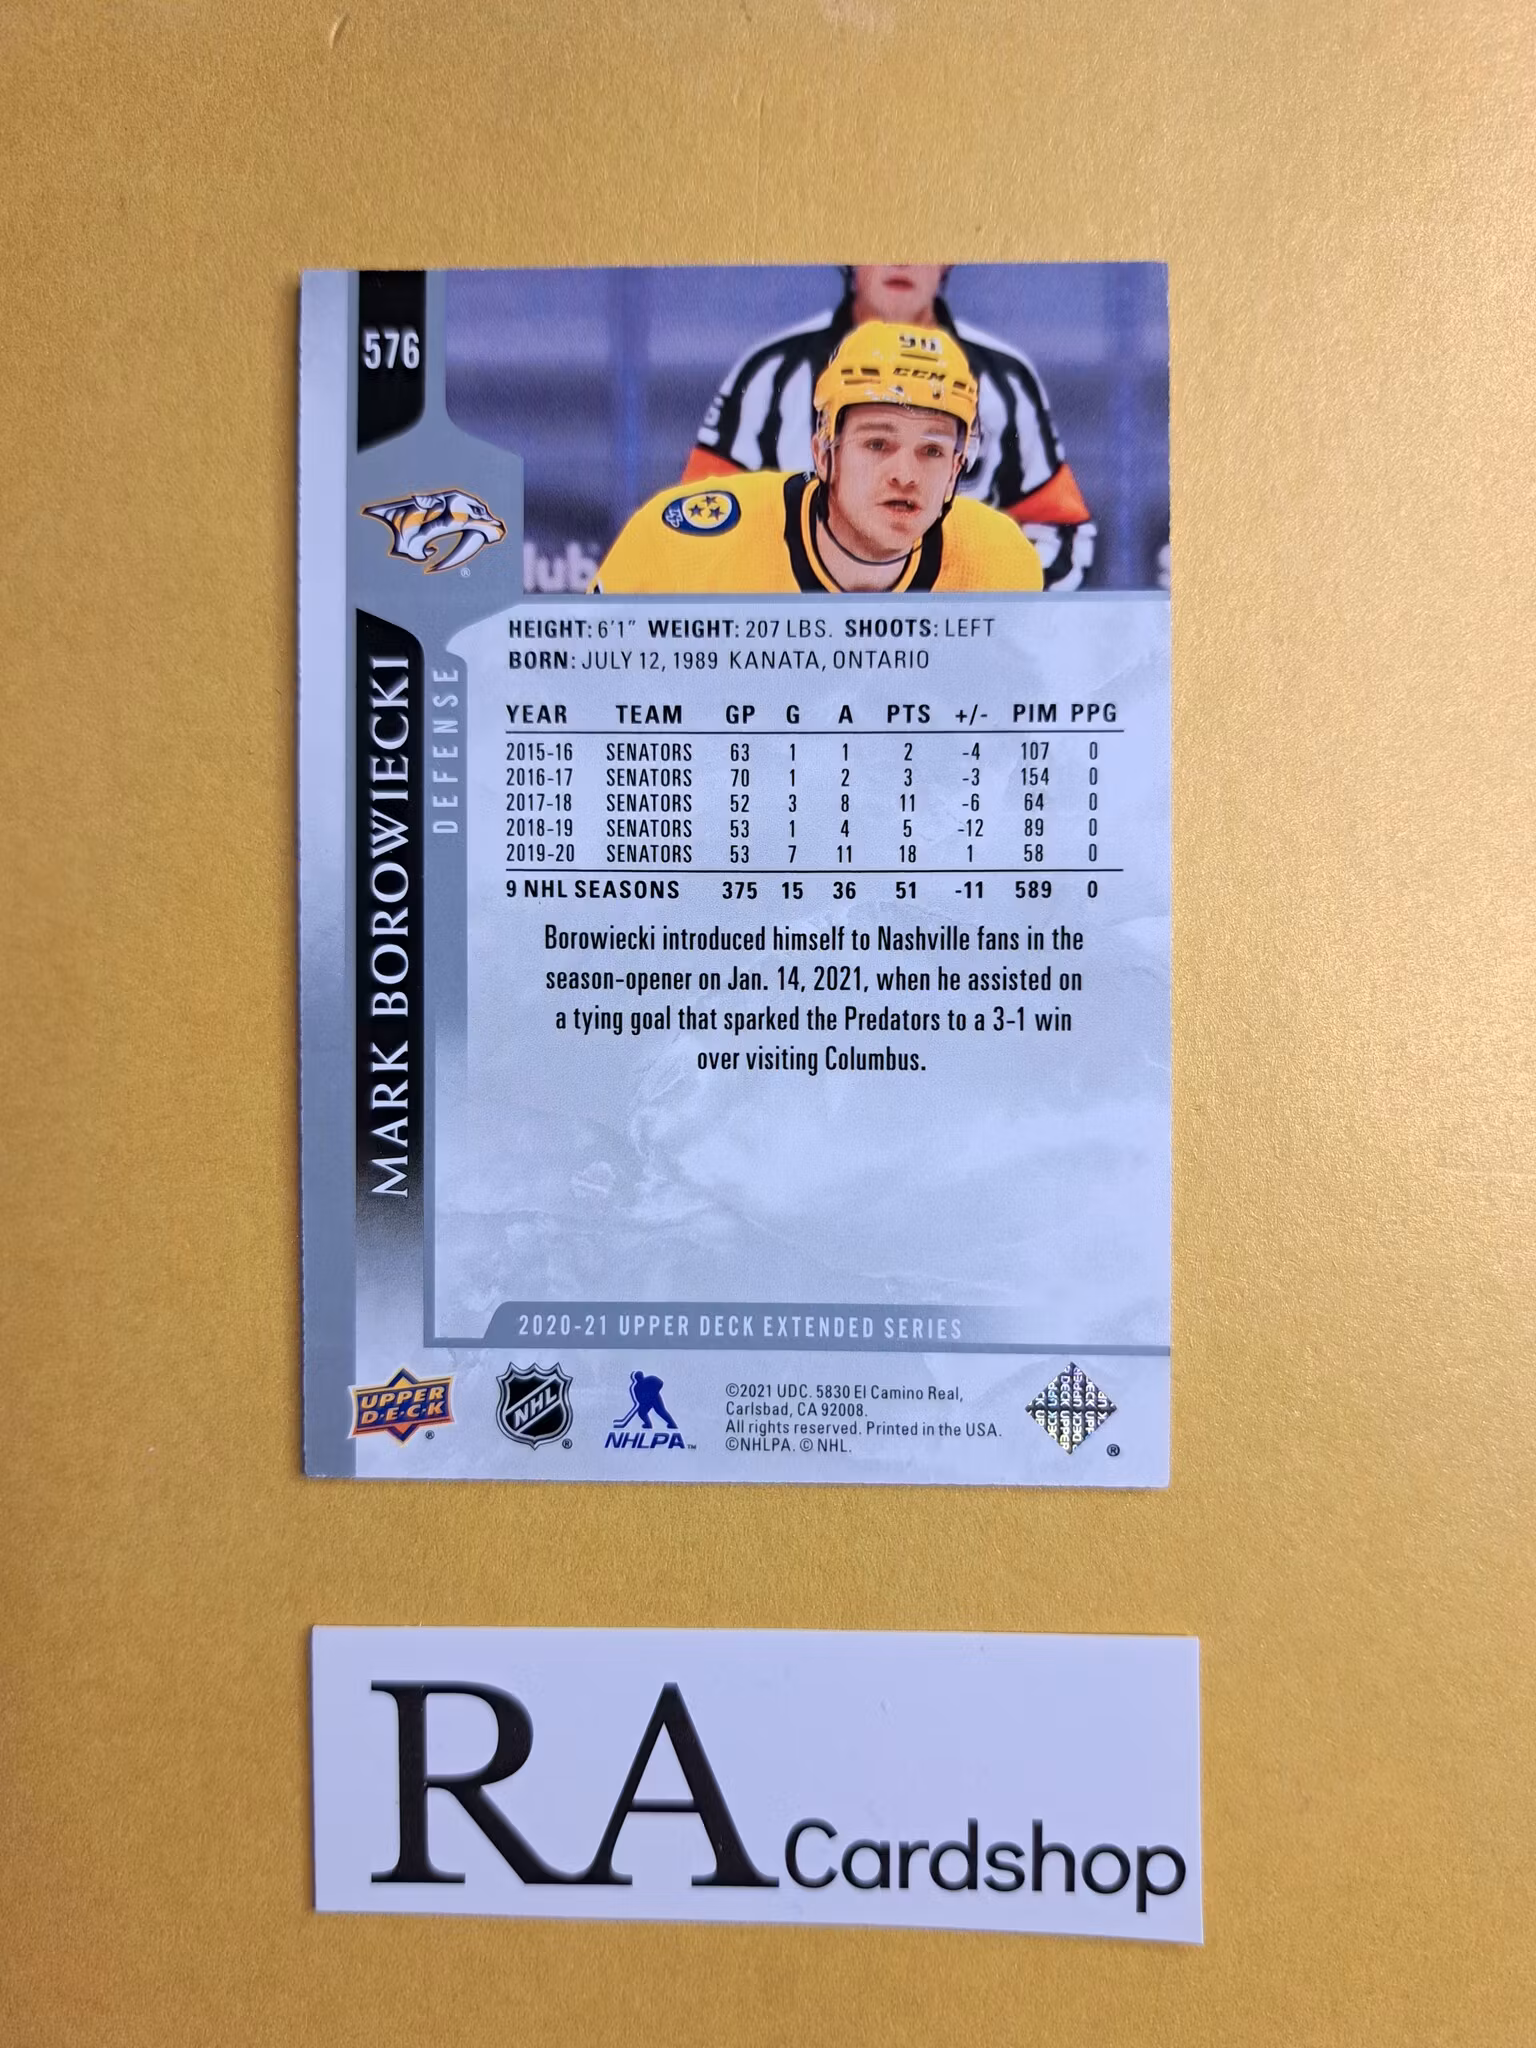 576
90
CCM
lub
MARK BOROWIECKI
DEFENSE
HEIGHT: 6'1" WEIGHT: 207 LBS. SHOOTS: LEFT
BORN: JULY 12, 1989 KANATA, ONTARIO
YEAR TEAM GP G A PTS +/- PIM PPG
2015-16 SENATORS 63 1 1 2 -4 107 0
2016-17 SENATORS 70 1 2 3 -3 154 0
2017-18 SENATORS 52 3 8 11 -6 64 0
2018-19 SENATORS 53 1 4 5 -12 89 0
2019-20 SENATORS 53 7 11 18 1 58 0
9 NHL SEASONS 375 15 36 51 -11 589 0
Borowiecki introduced himself to Nashville fans in the
season-opener on Jan. 14, 2021, when he assisted on
a tying goal that sparked the Predators to a 3-1 win
over visiting Columbus.
2020-21 UPPER DECK EXTENDED SERIES
UPPER
D·E·C·K
®
NHL
®
NHLPA™
©2021 UDC. 5830 El Camino Real,
Carlsbad, CA 92008.
All rights reserved. Printed in the USA.
©NHLPA. © NHL.
®
RA Cardshop